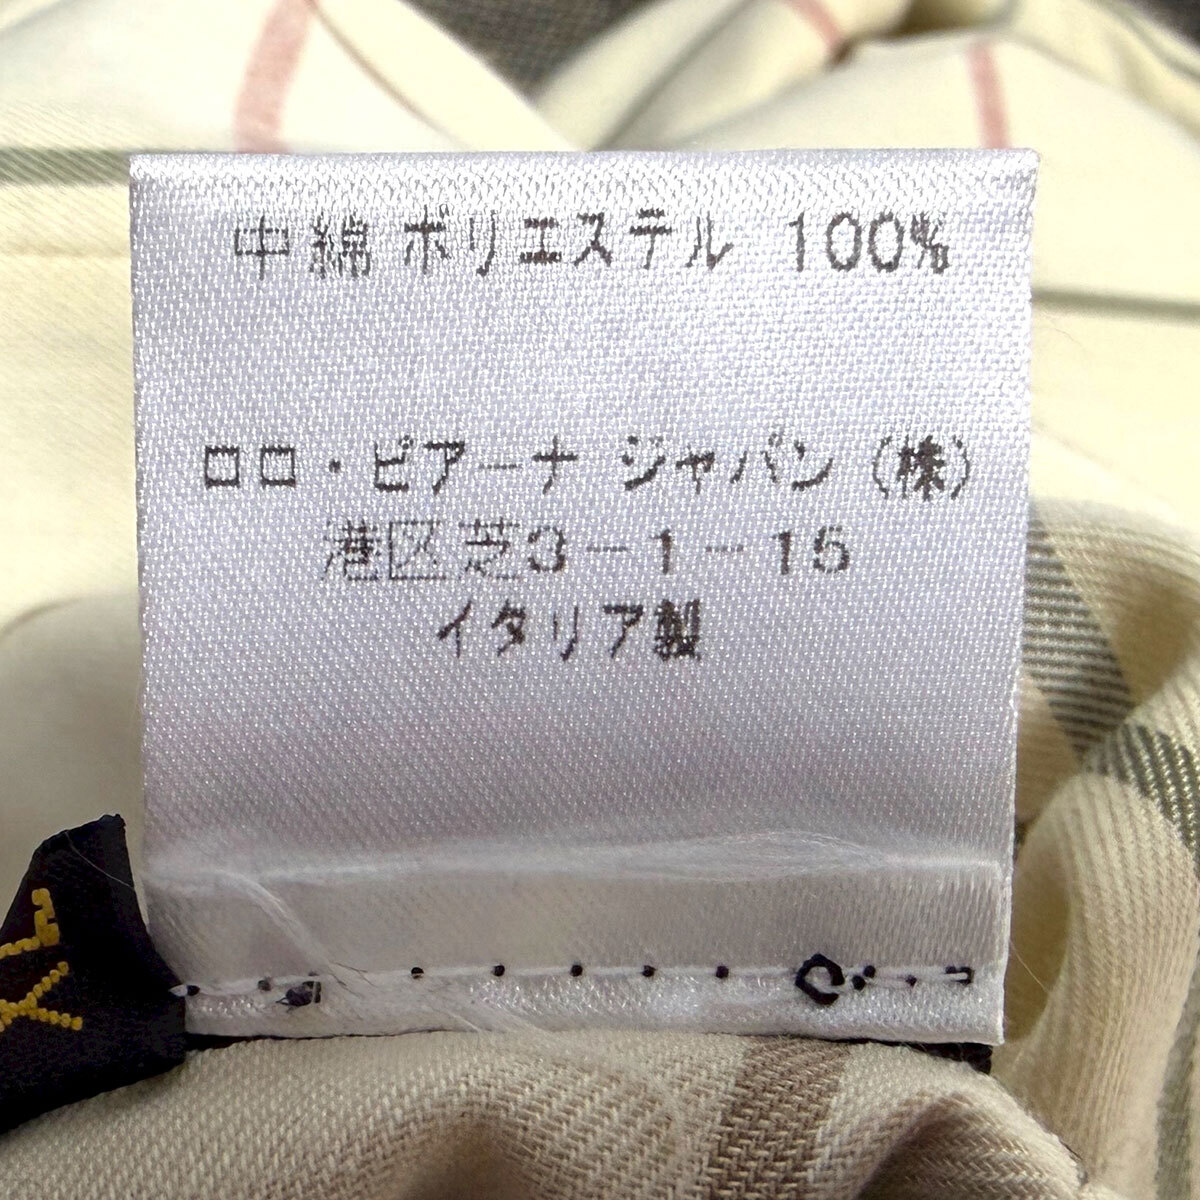 中綿 ポリエステル 100%
ロロ・ピアーナ ジャパン (株)
港区芝3-1-15
イタリア製